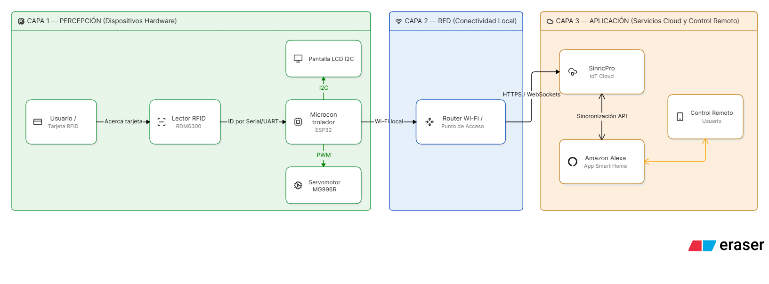 CAPA 1 — PERCEPCIÓN (Dispositivos Hardware)
Usuario /
Tarjeta RFID
Acerca tarjeta
Lector RFID
RDM6300
ID por Serial/UART
Pantalla LCD I2C
I2C
Microcon
trolador
ESP32
PWM
Servomotor
MG996R
WI-FI local
CAPA 2 — RED (Conectividad Local)
Router WI-FI /
Punto de Acceso
HTTPS / WebSockets
CAPA 3 — APLICACIÓN (Servicios Cloud y Control Remoto)
SinricPro
IoT Cloud
Sincronización API
Amazon Alexa
App Smart Home
Control Remoto
Usuario
eraser